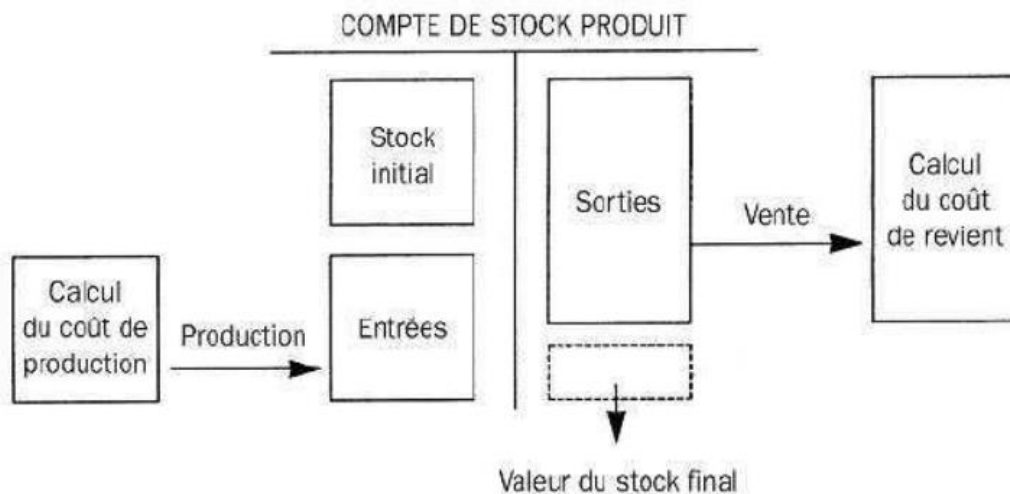 COMPTE DE STOCK PRODUIT
Stock
initial
Sorties
Vente
Calcul
du coût
de revient
Calcul
du coût de
production
Production
Entrées
Valeur du stock final